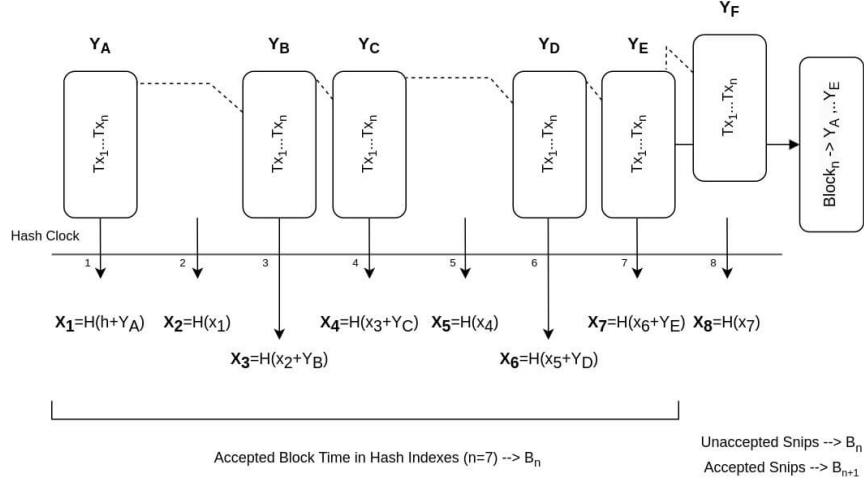 Y_F
Y_A Y_B Y_C Y_D Y_E
Tx_1...Tx_n
Tx_1...Tx_n
Tx_1...Tx_n
Tx_1...Tx_n
Tx_1...Tx_n
Tx_1...Tx_n
Block_n -> Y_A ,..Y_E
Hash Clock
1 2 3 4 5 6 7 8
X_1=H(h+Y_A) X_2=H(x_1) X_4=H(x_3+Y_C) X_5=H(x_4) X_7=H(x_6+Y_E) X_8=H(x_7)
X_3=H(x_2+Y_B) X_6=H(x_5+Y_D)
Accepted Block Time in Hash Indexes (n=7) --> B_n
Unaccepted Snips --> B_n
Accepted Snips --> B_{n+1}